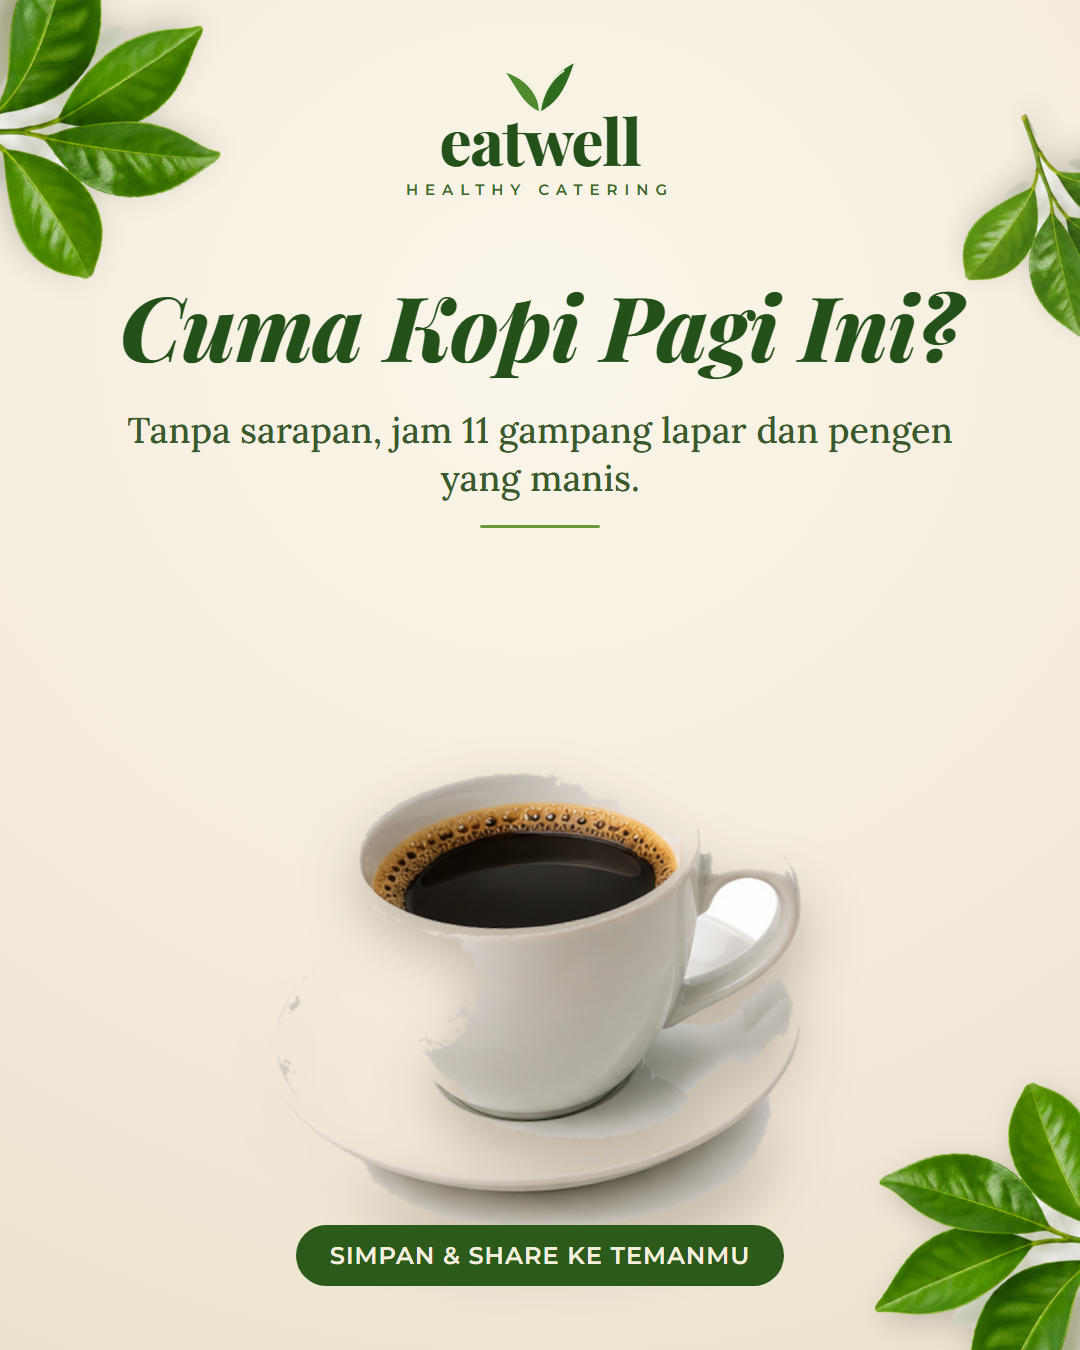 eatwell
HEALTHY CATERING
Cuma Kopi Pagi Ini?
Tanpa sarapan, jam 11 gampang lapar dan pengen
yang manis.
SIMPAN & SHARE KE TEMANMU